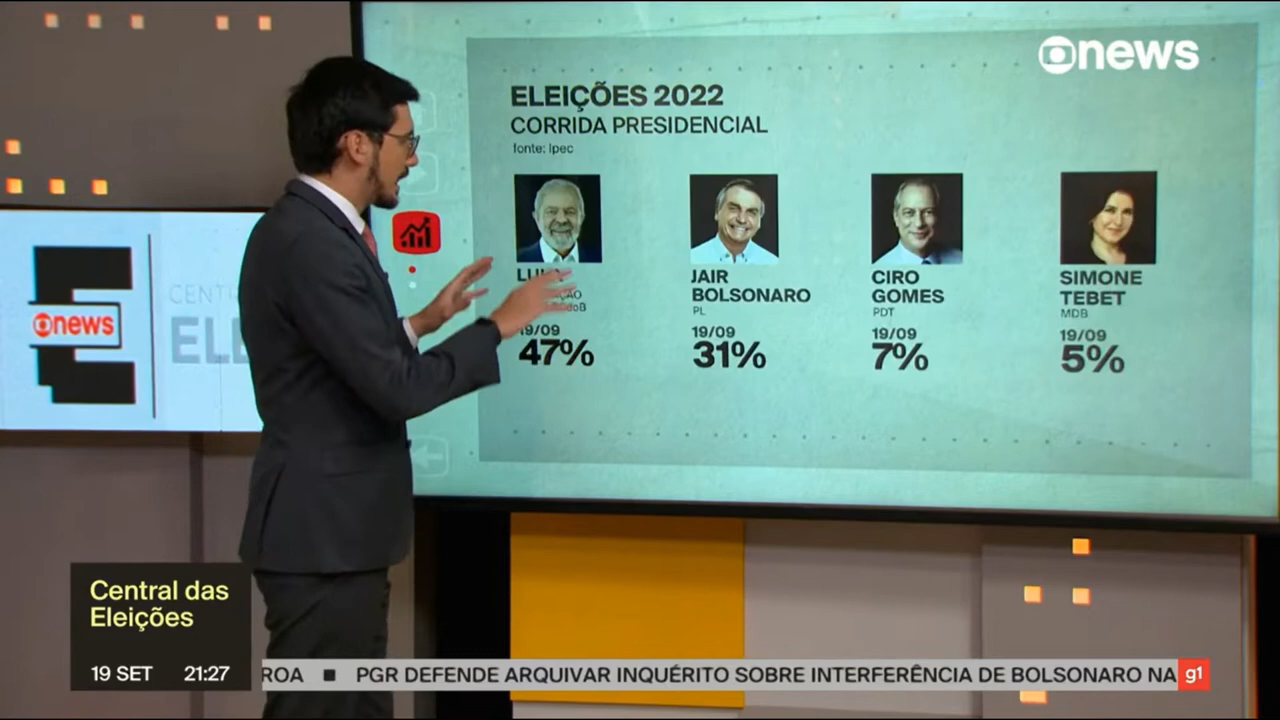 news
ELEIÇÕES 2022
CORRIDA PRESIDENCIAL
fonte: Ipec
JAIR
BOLSONARO
PL
19/09
31%
CIRO
GOMES
PDT
19/09
7%
SIMONE
TEBET
MDB
19/09
5%
19/09
47%
news
Central das
Eleições
19 SET 21:27
ROA ■ PGR DEFENDE ARQUIVAR INQUÉRITO SOBRE INTERFERÊNCIA DE BOLSONARO NA
g1